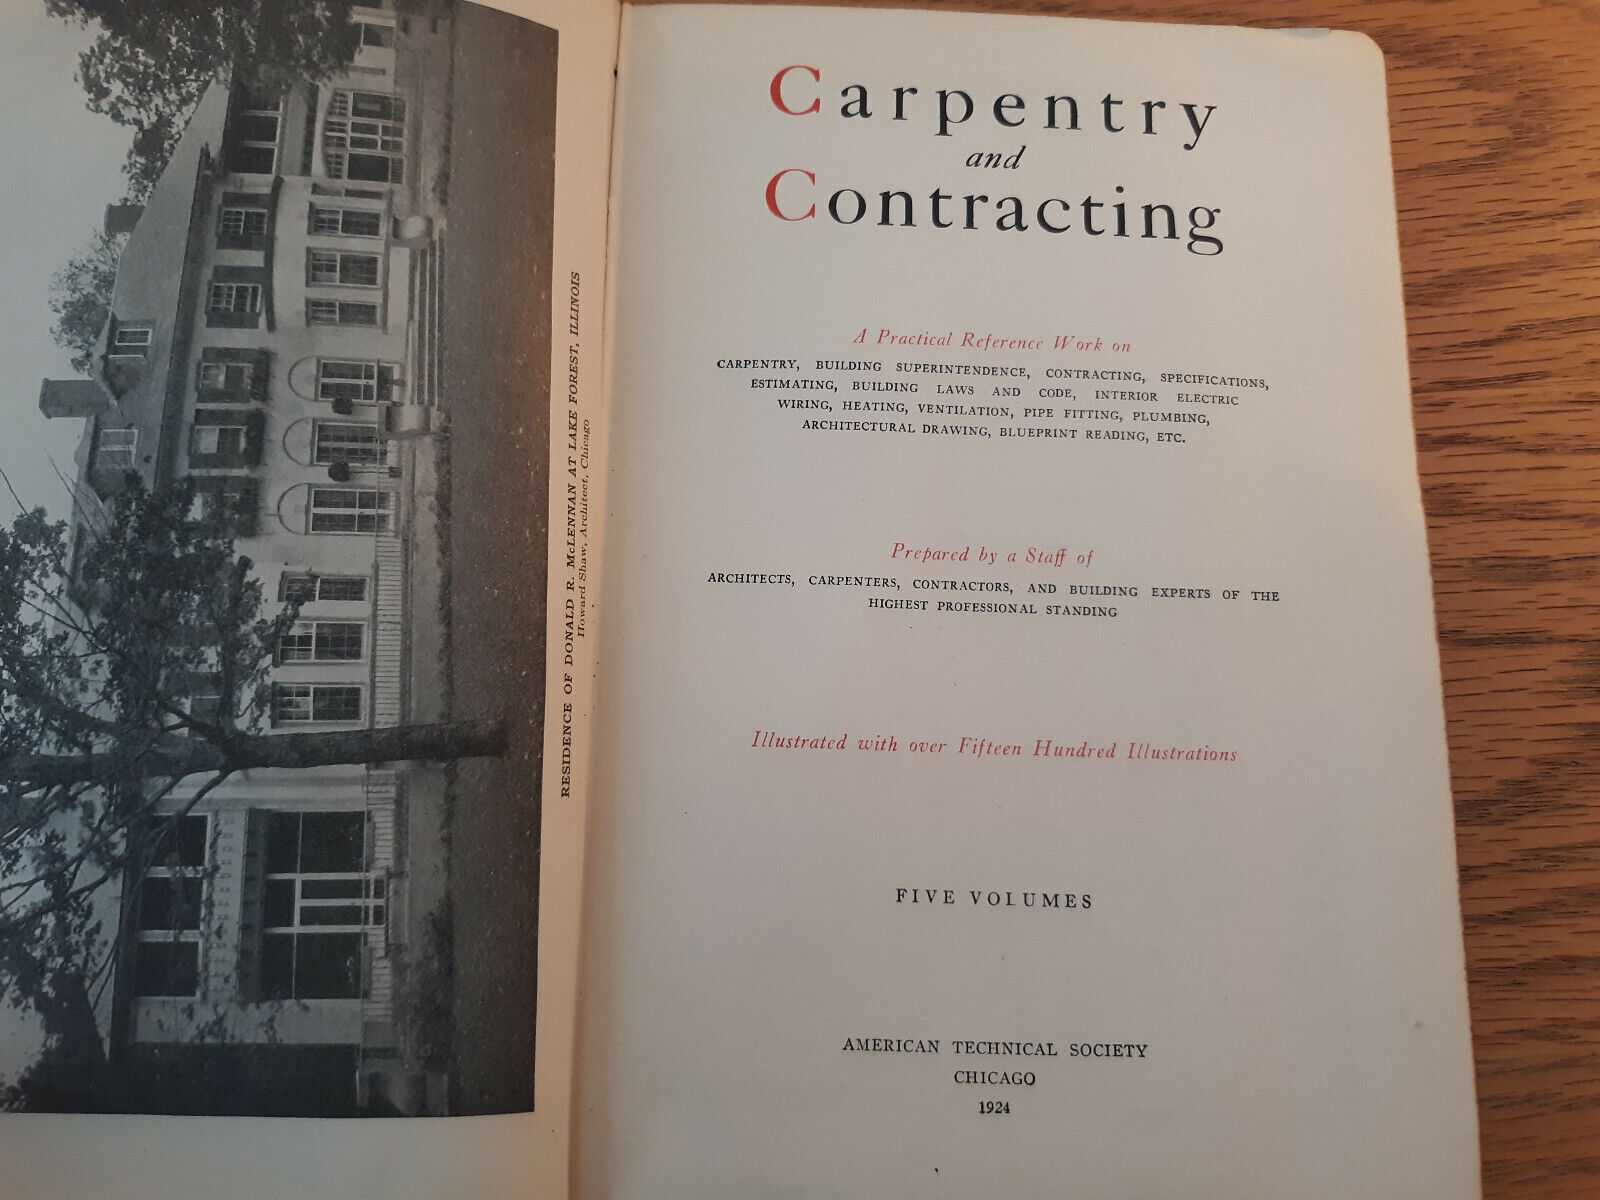 RESIDENCE OF DONALD R. McLENNAN AT LAKE FOREST, ILLINOIS
Howard Shaw, Architect, Chicago
Carpentry
and
Contracting
A Practical Reference Work on
CARPENTRY, BUILDING SUPERINTENDENCE, CONTRACTING, SPECIFICATIONS,
ESTIMATING, BUILDING LAWS AND CODE, INTERIOR ELECTRIC
WIRING, HEATING, VENTILATION, PIPE FITTING, PLUMBING,
ARCHITECTURAL DRAWING, BLUEPRINT READING, ETC.
Prepared by a Staff of
ARCHITECTS, CARPENTERS, CONTRACTORS, AND BUILDING EXPERTS OF THE
HIGHEST PROFESSIONAL STANDING
Illustrated with over Fifteen Hundred Illustrations
FIVE VOLUMES
AMERICAN TECHNICAL SOCIETY
CHICAGO
1924